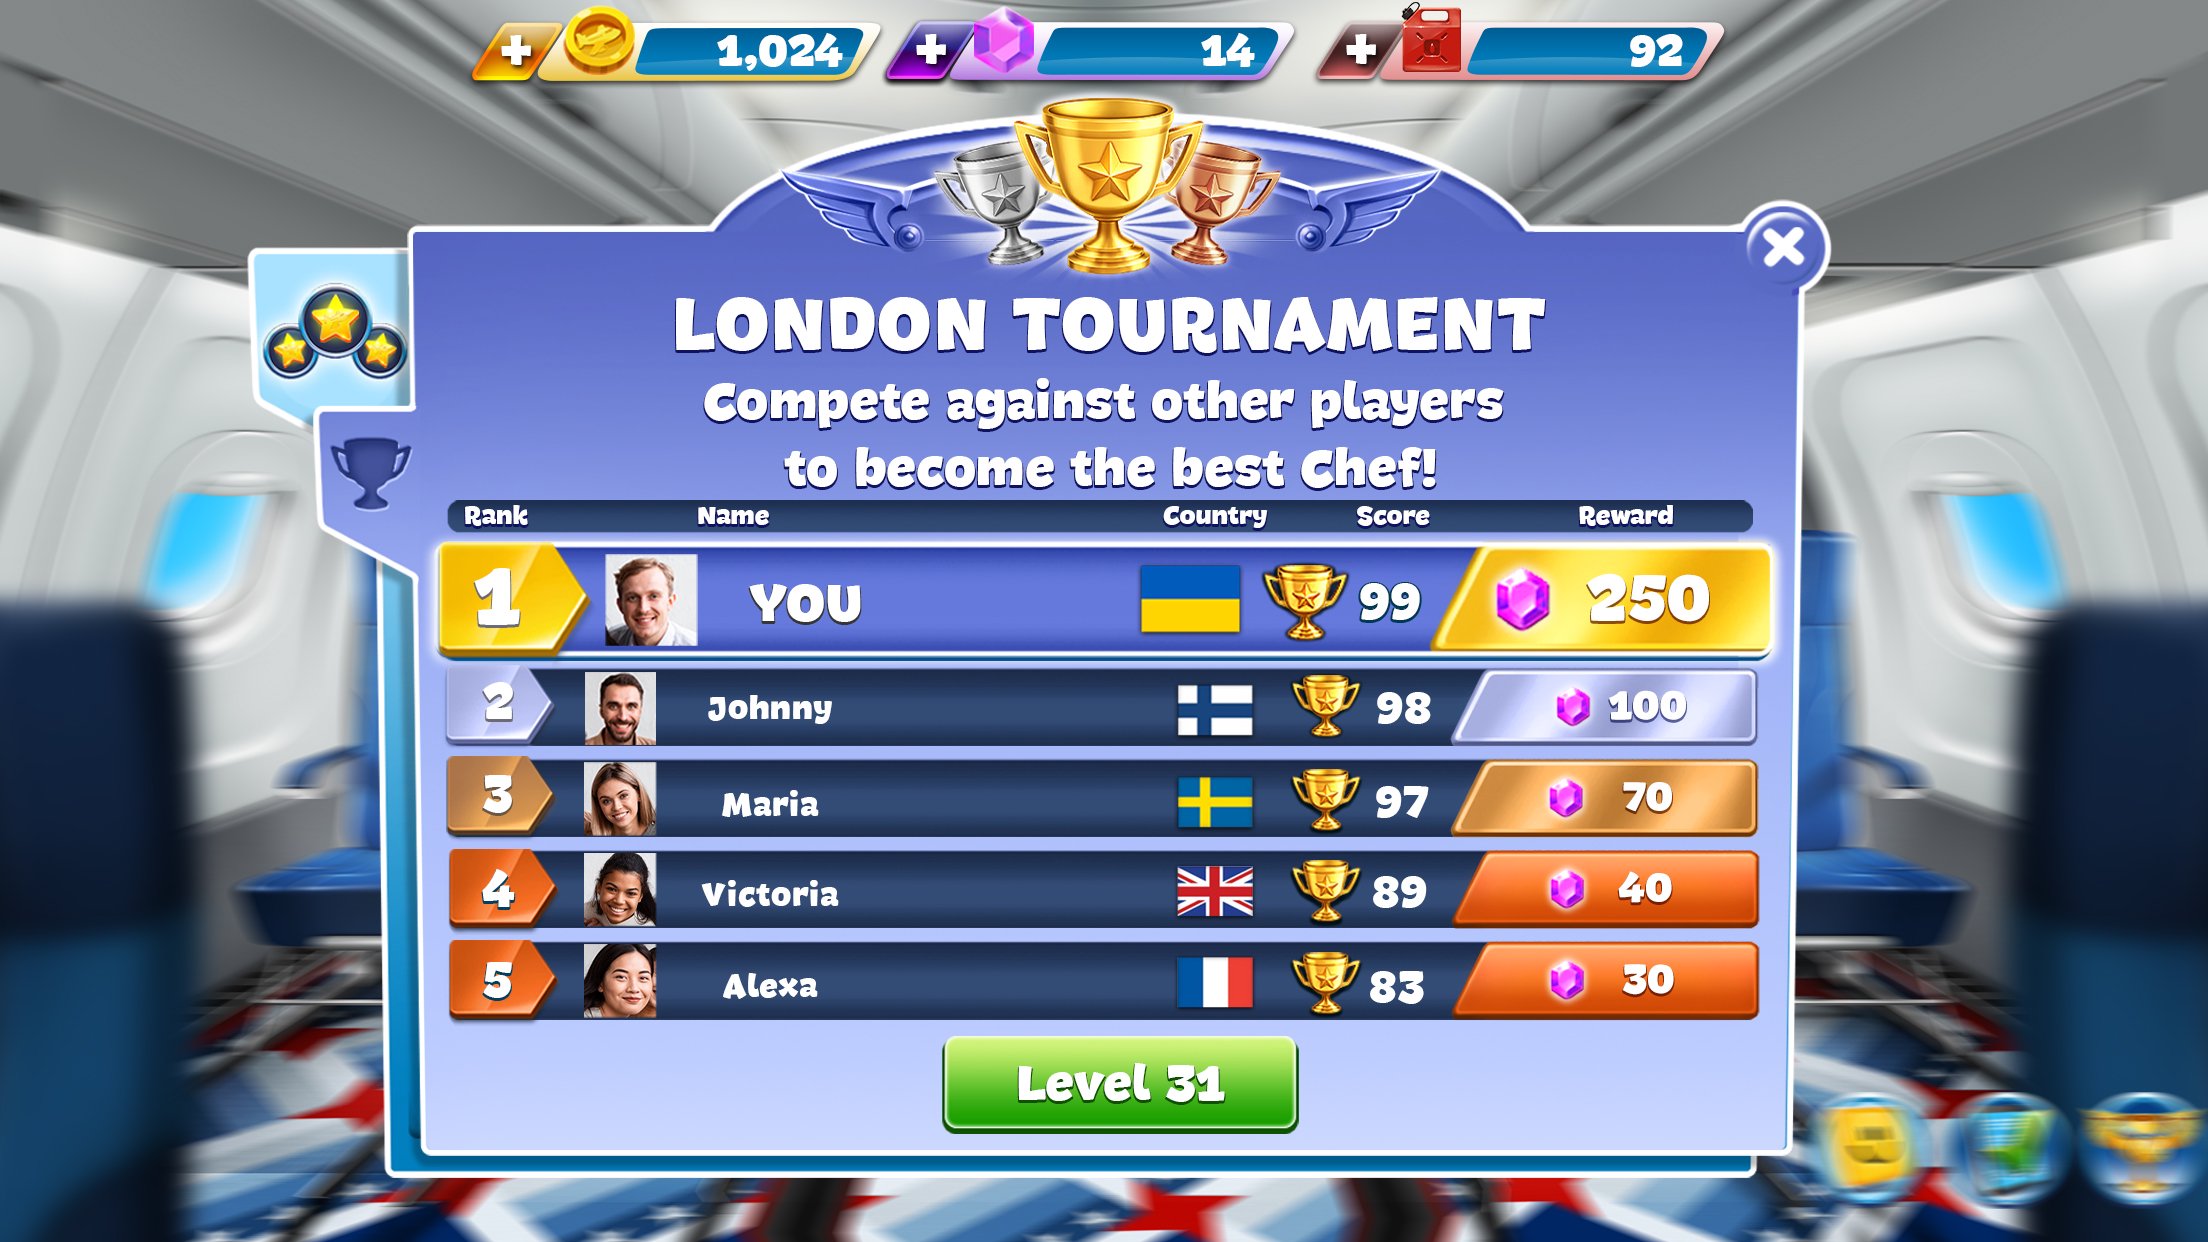 1,024 14 92
LONDON TOURNAMENT
Compete against other players
to become the best Chef!
Rank Name Country Score Reward
1 YOU 99 250
2 Johnny 98 100
3 Maria 97 70
4 Victoria 89 40
5 Alexa 83 30
Level 31